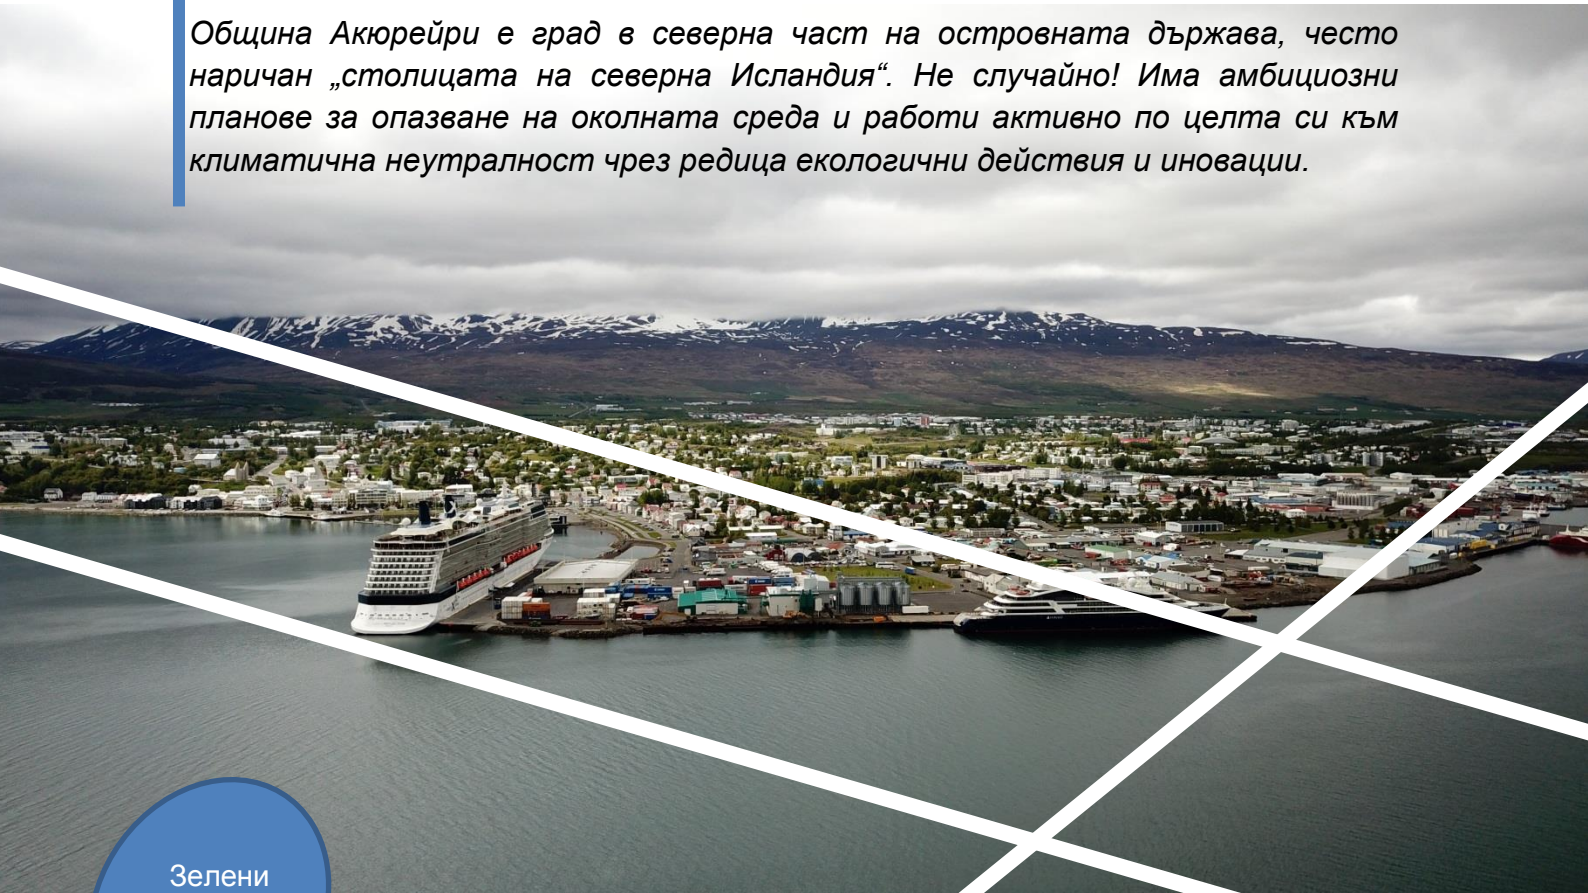 Община Акюрейри е град в северна част на островната държава, често
наричан „столицата на северна Исландия“. Не случайно! Има амбициозни
планове за опазване на околната среда и работи активно по целта си към
климатична неутралност чрез редица екологични действия и иновации.
Зелени